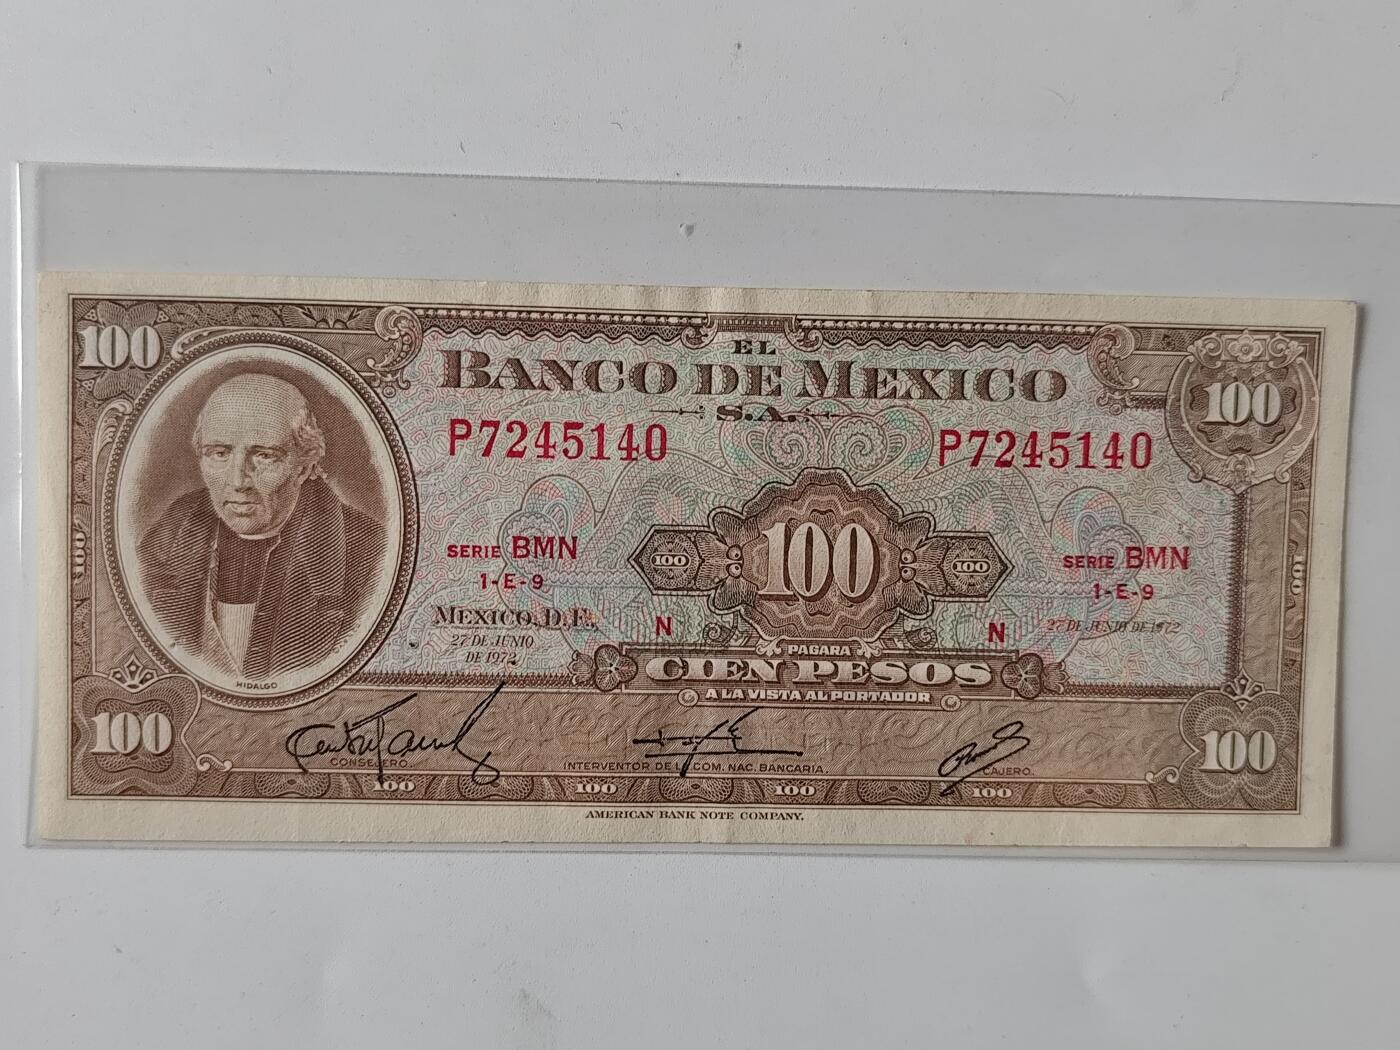 100
EL
BANCO DE MEXICO
S.A.
100
P7245140
P7245140
100
SERIE BMN
1-E-9
100
100
100
SERIE BMN
1-E-9
100
MEXICO, D.F.
27 DE JUNIO
DE 1972
N
N
27 DE JUNIO DE 1972
PAGARA
CIEN PESOS
A LA VISTA AL PORTADOR
HIDALGO
100
100
CONSEJERO.
INTERVENTOR DE LA COM. NAC. BANCARIA.
CAJERO.
100
100
100
100
AMERICAN BANK NOTE COMPANY.